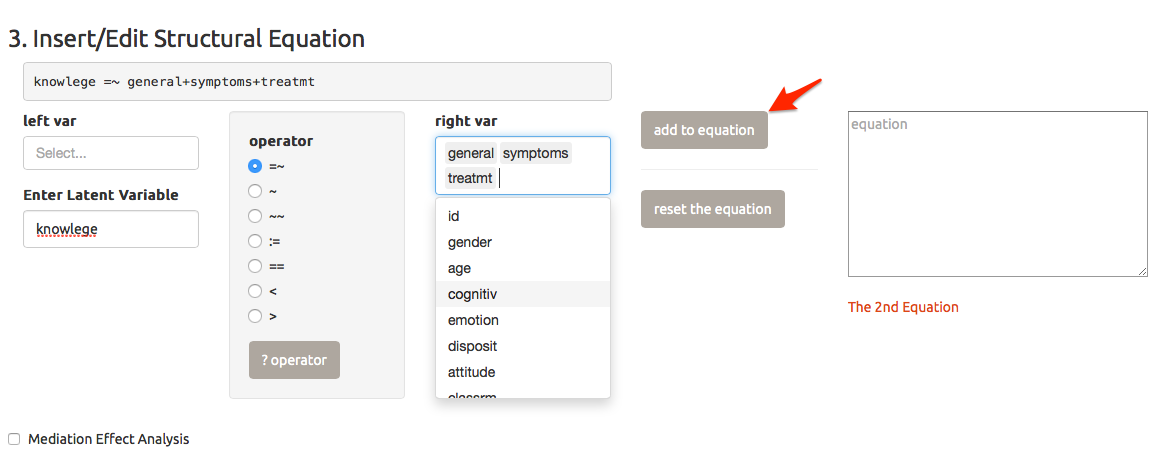 3. Insert/Edit Structural Equation
knowlege =~ general+symptoms+treatmt
left var
Select...
Enter Latent Variable
knowlege
operator
=~
~
~~
:=
==
<
>
? operator
right var
general symptoms
treatmt
id
gender
age
cognitiv
emotion
disposit
attitude
classrm
add to equation
reset the equation
equation
The 2nd Equation
Mediation Effect Analysis